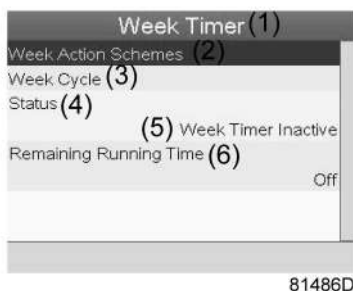 Week Timer (1)
Week Action Schemes (2)
Week Cycle (3)
Status (4)
(5) Week Timer Inactive
Remaining Running Time (6)
Off
81486D